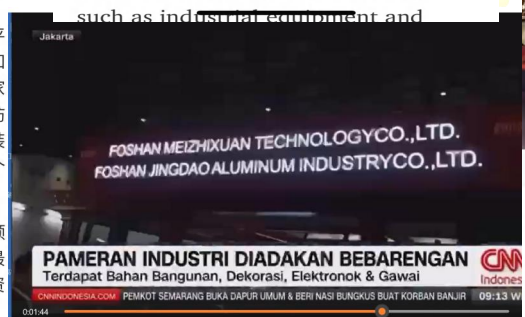 such as industrial equipment and
Jakarta
FOSHAN MEIZHIXUAN TECHNOLOGYCO.,LTD.
FOSHAN JINGDAO ALUMINUM INDUSTRYCO.,LTD.
PAMERAN INDUSTRI DIADAKAN BEBARENGAN
Terdapat Bahan Bangunan, Dekorasi, Elektronok & Gawai
CNN
Indones
CNNINDONESIA.COM PEMKOT SEMARANG BUKA DAPUR UMUM & BERI NASI BUNGKUS BUAT KORBAN BANJIR 09:13 WI
0:01:44